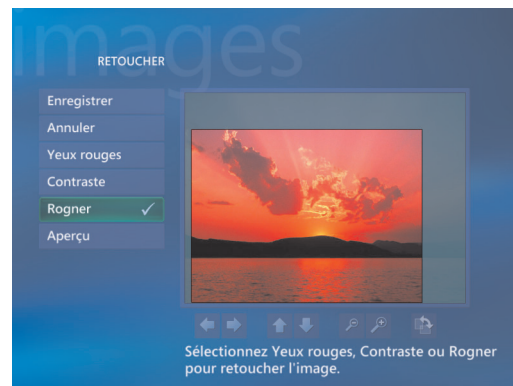 images
RETOUCHER
Enregistrer
Annuler
Yeux rouges
Contraste
Rogner
Aperçu
Sélectionnez Yeux rouges, Contraste ou Rogner
pour retoucher l'image.